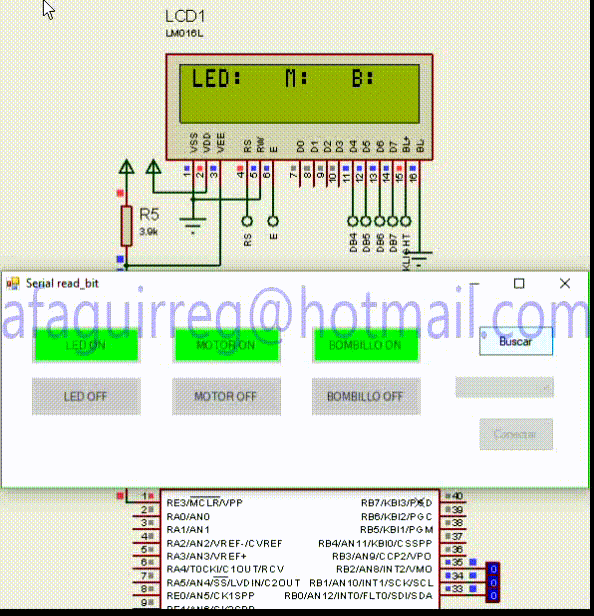 LCD1
LM016L
LED: M: B:
VSS VDD VEE RS RW E D0 D1 D2 D3 D4 D5 D6 D7 BL+ BL-
1 2 3 4 5 6 7 8 9 10 11 12 13 14 15 16
R5
3.9k
RS E DB4 DB5 DB6 DB7 KLIGHT
Serial read_bit
afaguirreg@hotmail.com
LED ON MOTOR ON BOMBILLO ON Buscar
LED OFF MOTOR OFF BOMBILLO OFF
Conectar
1 RE3/MCLR/VPP RB7/KBI3/PGD 40
2 RA0/AN0 RB6/KBI2/PGC 39
3 RA1/AN1 RB5/KBI1/PGM 38
4 RA2/AN2/VREF-/CVREF RB4/AN11/KBI0/CSSPP 37
5 RA3/AN3/VREF+ RB3/AN9/CCP2/VPO 36
6 RA4/T0CKI/C1OUT/RCV RB2/AN8/INT2/VMO 35 0
7 RA5/AN4/SS/LVDIN/C2OUT RB1/AN10/INT1/SCK/SCL 34 0
8 RE0/AN5/CK1SPP RB0/AN12/INT0/FLT0/SDI/SDA 33 0
9